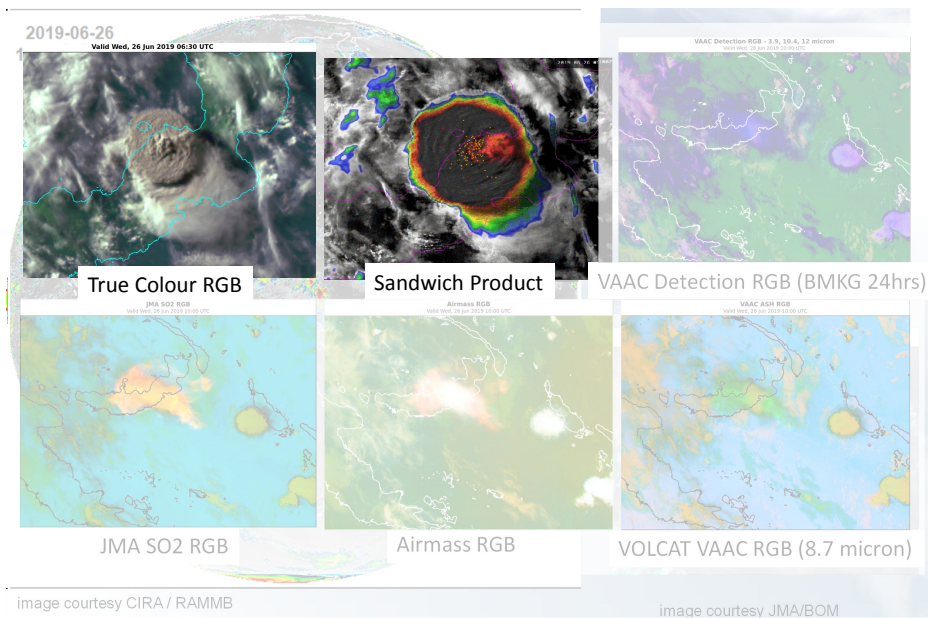 2019-06-26
1
Valid Wed, 26 Jun 2019 06:30 UTC
VAAC Detection RGB - 3.9, 10.4, 12 micron
Valid Wed, 26 Jun 2019 10:00 UTC
True Colour RGB
Sandwich Product
VAAC Detection RGB (BMKG 24hrs)
JMA SO2 RGB
Valid Wed, 26 Jun 2019 10:00 UTC
Airmass RGB
Valid Wed, 26 Jun 2019 10:00 UTC
VAAC ASH RGB
Valid Wed, 26 Jun 2019 10:00 UTC
JMA SO2 RGB
Airmass RGB
VOLCAT VAAC RGB (8.7 micron)
image courtesy CIRA / RAMMB
image courtesy JMA/BOM